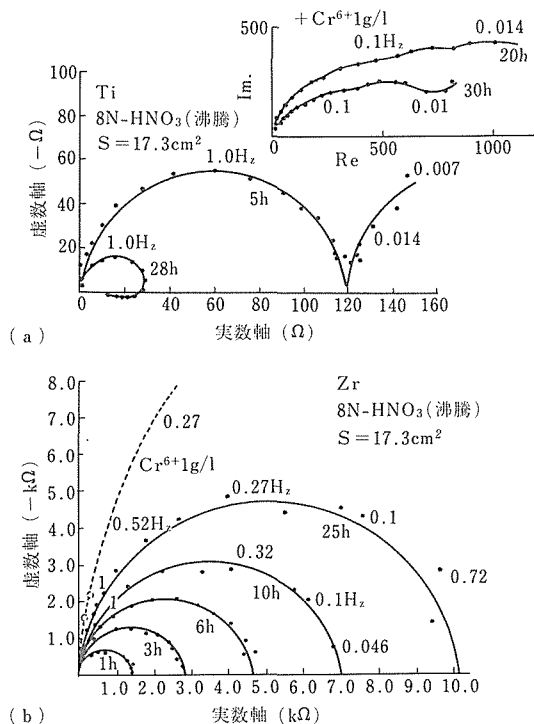 +Cr⁶⁺1g/l
500
Im.
0.1Hz
0.014
20h
0.1
0.01
30h
0
500
1000
Re
100
80
60
40
20
0
虚数軸 (−Ω)
Ti
8N-HNO₃(沸騰)
S=17.3cm²
1.0Hz
5h
1.0Hz
28h
0.007
0.014
0
20
40
60
80
100
120
140
160
実数軸 (Ω)
(a)
8.0
7.0
6.0
5.0
4.0
3.0
2.0
1.0
虚数軸 (−kΩ)
Zr
8N-HNO₃(沸騰)
S=17.3cm²
0.27
Cr⁶⁺1g/l
0.27Hz
0.52Hz
25h
0.1
0.72
1
0.32
10h
0.1Hz
1
6h
0.046
3h
1h
1.0
2.0
3.0
4.0
5.0
6.0
7.0
8.0
9.0
10.0
実数軸 (kΩ)
(b)